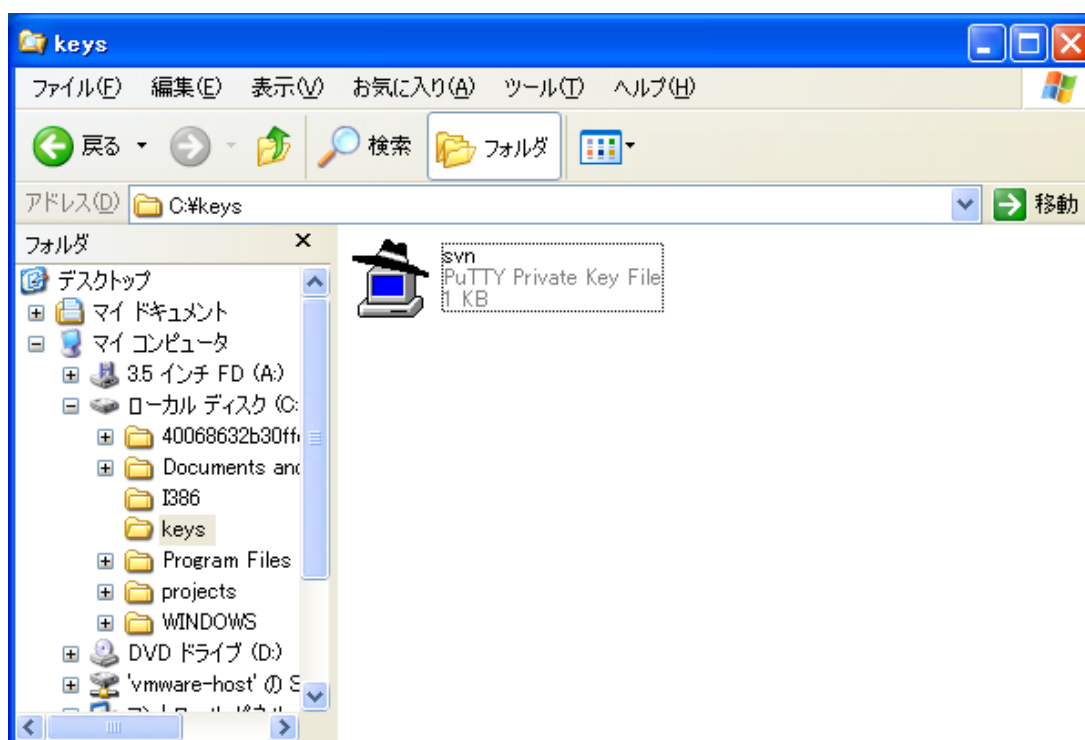 keys
ファイル(F) 編集(E) 表示(V) お気に入り(A) ツール(T) ヘルプ(H)
戻る 検索 フォルダ
アドレス(D) C:¥keys 移動
フォルダ
デスクトップ
マイ ドキュメント
マイ コンピュータ
3.5 インチ FD (A:)
ローカル ディスク (C:
40068632b30ff
Documents and
I386
keys
Program Files
projects
WINDOWS
DVD ドライブ (D:)
'vmware-host' の S
svn
PuTTY Private Key File
1 KB